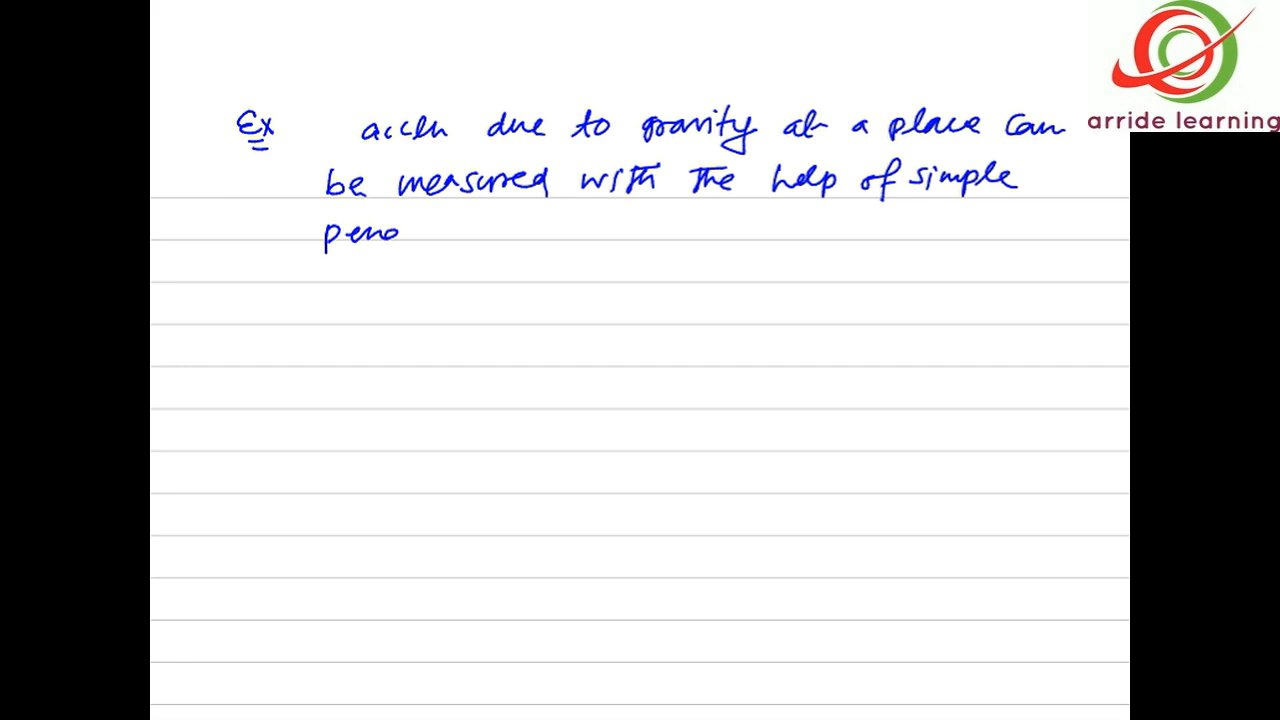 arride learning
Ex accln due to gravity at a place can
be measured with the help of simple
peno